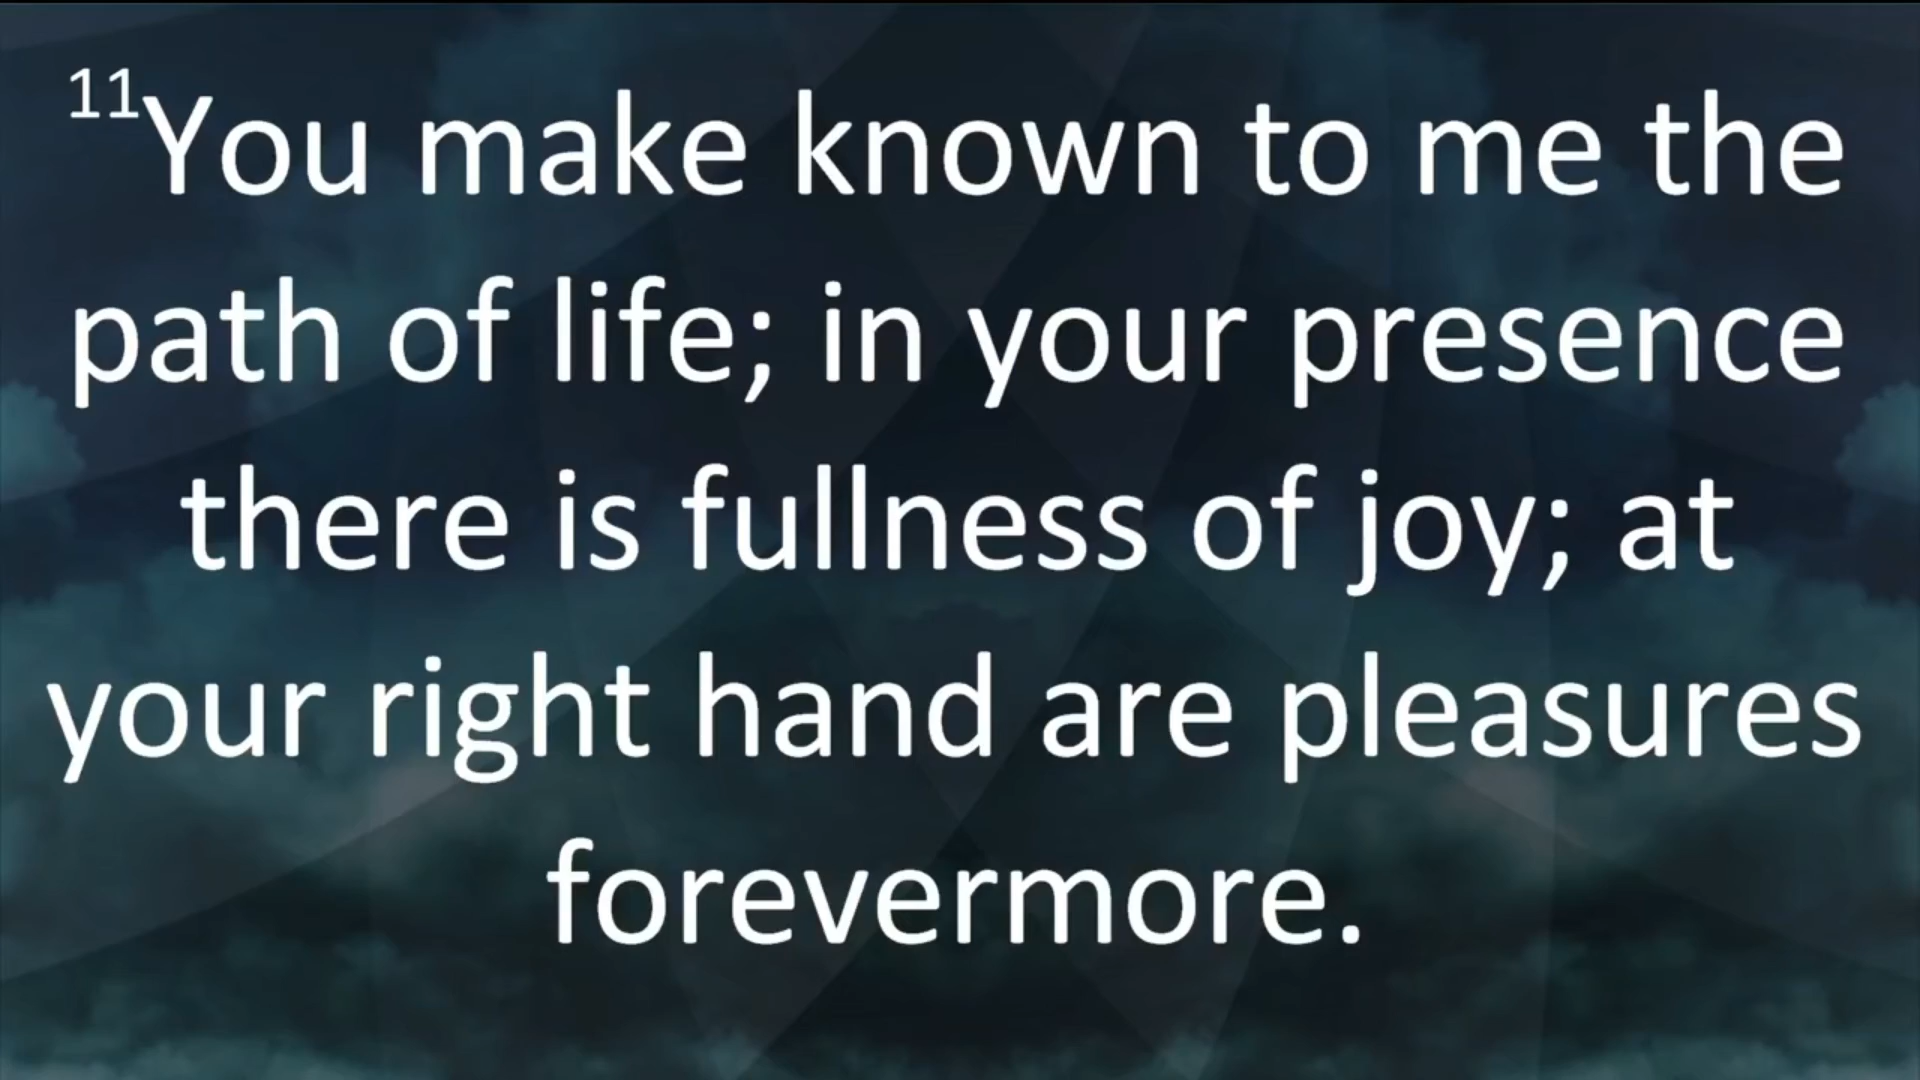 11You make known to me the
path of life; in your presence
there is fullness of joy; at
your right hand are pleasures
forevermore.